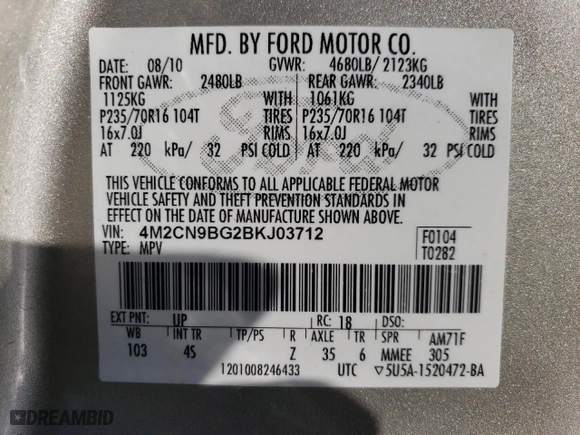 MFD. BY FORD MOTOR CO.
DATE: 08/10 GVWR: 4680LB/ 2123KG
FRONT GAWR: 2480LB REAR GAWR: 2340LB
1125KG WITH 1061KG WITH
P235/70R16 104T TIRES P235/70R16 104T TIRES
16x7.0J RIMS 16x7.0J RIMS
AT 220 kPa/ 32 PSI COLD AT 220 kPa/ 32 PSI COLD
Ford
THIS VEHICLE CONFORMS TO ALL APPLICABLE FEDERAL MOTOR
VEHICLE SAFETY AND THEFT PREVENTION STANDARDS IN
EFFECT ON THE DATE OF MANUFACTURE SHOWN ABOVE.
VIN: 4M2CN9BG2BKJ03712 F0104
TYPE: MPV T0282
EXT PNT: UP RC: 18 DSO:
WB INT TR TP/PS R AXLE TR SPR AM71F
103 4S Z 35 6 MMEE 305
1201008246433 UTC ▽5U5A-1520472-BA
DREAMBID